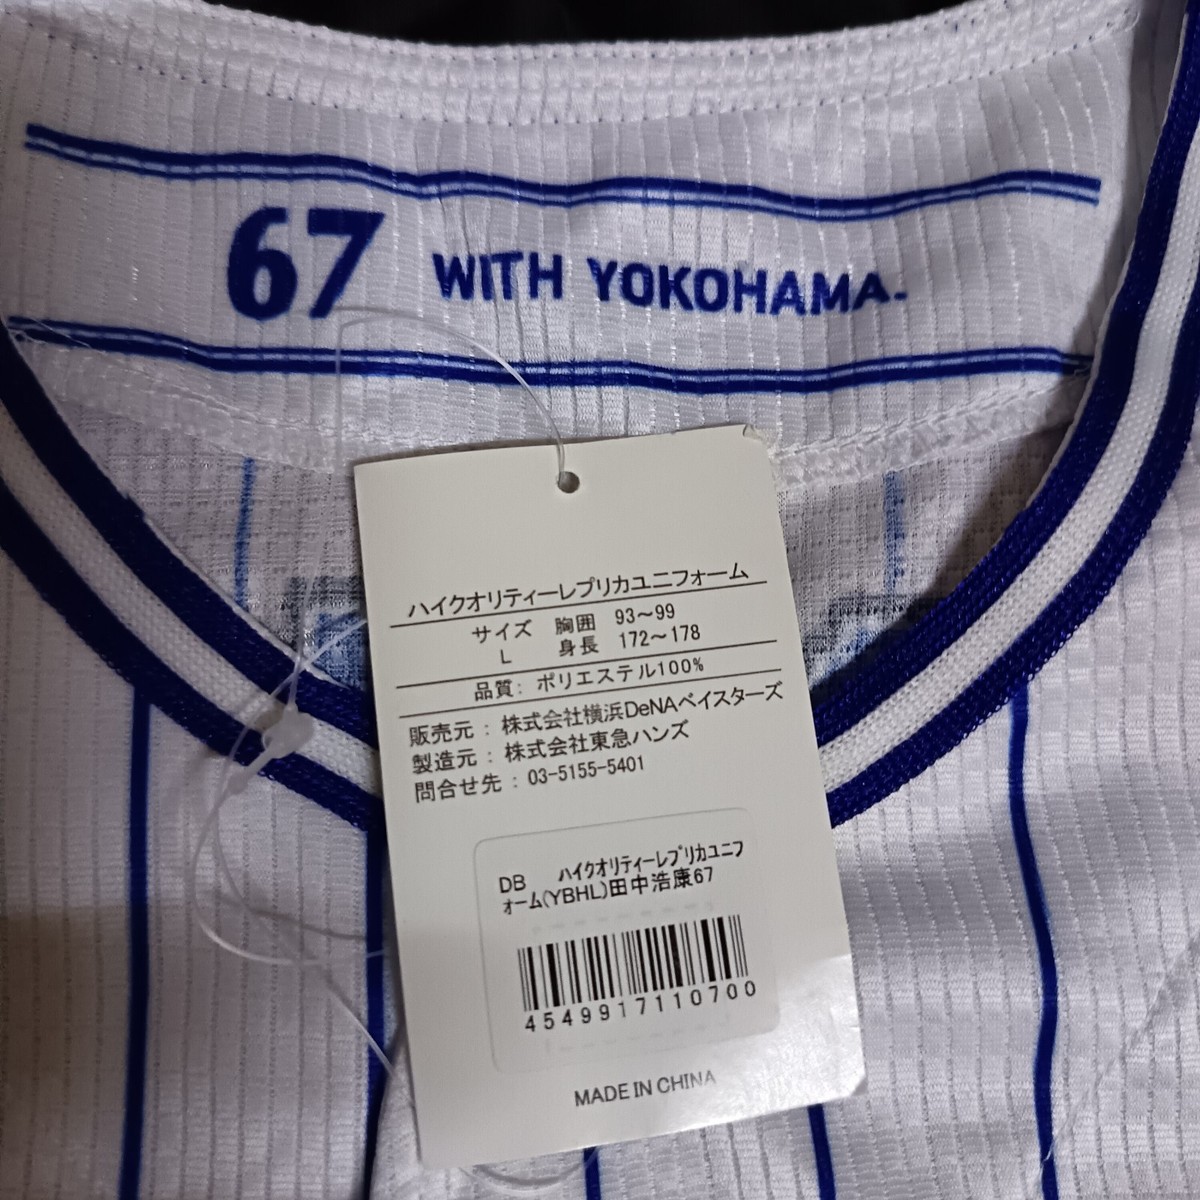 67 WITH YOKOHAMA.
ハイクオリティーレプリカユニフォーム
サイズ 胸囲 93～99
L 身長 172～178
品質: ポリエステル100%
販売元 : 株式会社横浜DeNAベイスターズ
製造元 : 株式会社東急ハンズ
問合せ先 : 03-5155-5401
DB ハイクオリティーレプリカユニフ
ォーム(YBHL)田中浩康67
4549917110700
MADE IN CHINA